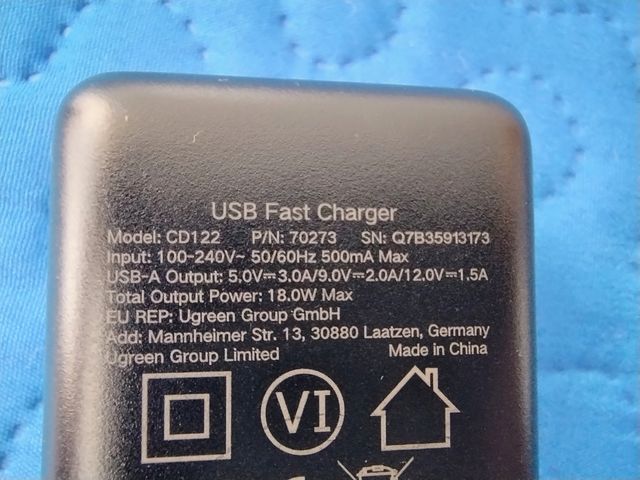 USB Fast Charger
Model: CD122 P/N: 70273 SN: Q7B35913173
Input: 100-240V~ 50/60Hz 500mA Max
USB-A Output: 5.0V⎓3.0A/9.0V⎓2.0A/12.0V⎓1.5A
Total Output Power: 18.0W Max
EU REP: Ugreen Group GmbH
Add: Mannheimer Str. 13, 30880 Laatzen, Germany
Ugreen Group Limited Made in China
VI